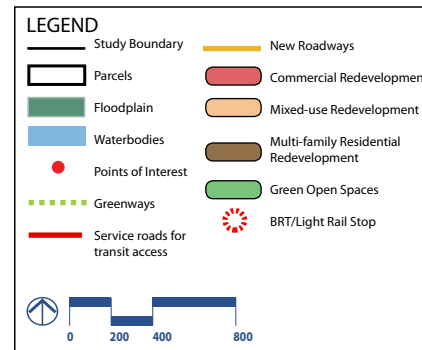 LEGEND
Study Boundary
Parcels
Floodplain
Waterbodies
Points of Interest
Greenways
Service roads for
transit access
New Roadways
Commercial Redevelopment
Mixed-use Redevelopment
Multi-family Residential
Redevelopment
Green Open Spaces
BRT/Light Rail Stop
0 200 400 800